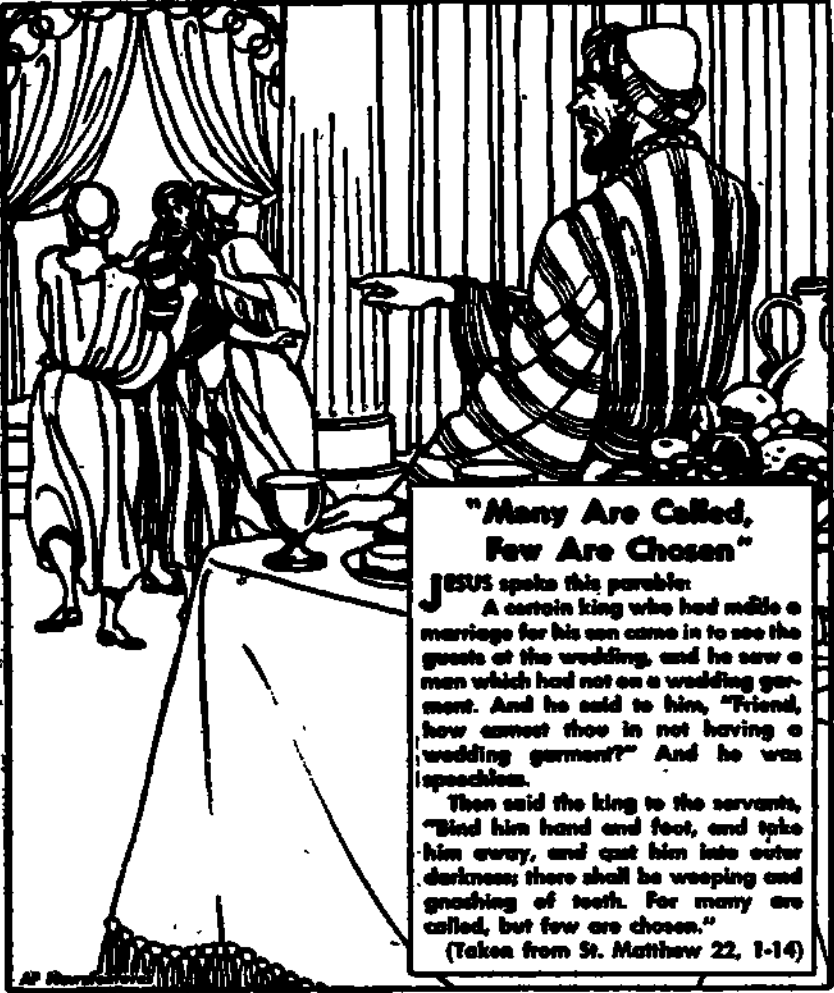 "Many Are Called,
Few Are Chosen"
JESUS spoke this parable:
A certain king who had made a
marriage for his son came in to see the
guests at the wedding, and he saw a
man which had not on a wedding gar-
ment. And he said to him, "Friend,
how camest thou in not having a
wedding garment?" And he was
speechless.
Then said the king to the servants,
"Bind him hand and foot, and take
him away, and cast him into outer
darkness; there shall be weeping and
gnashing of teeth. For many are
called, but few are chosen."
(Taken from St. Matthew 22, 1-14)
AP Newsfeatures